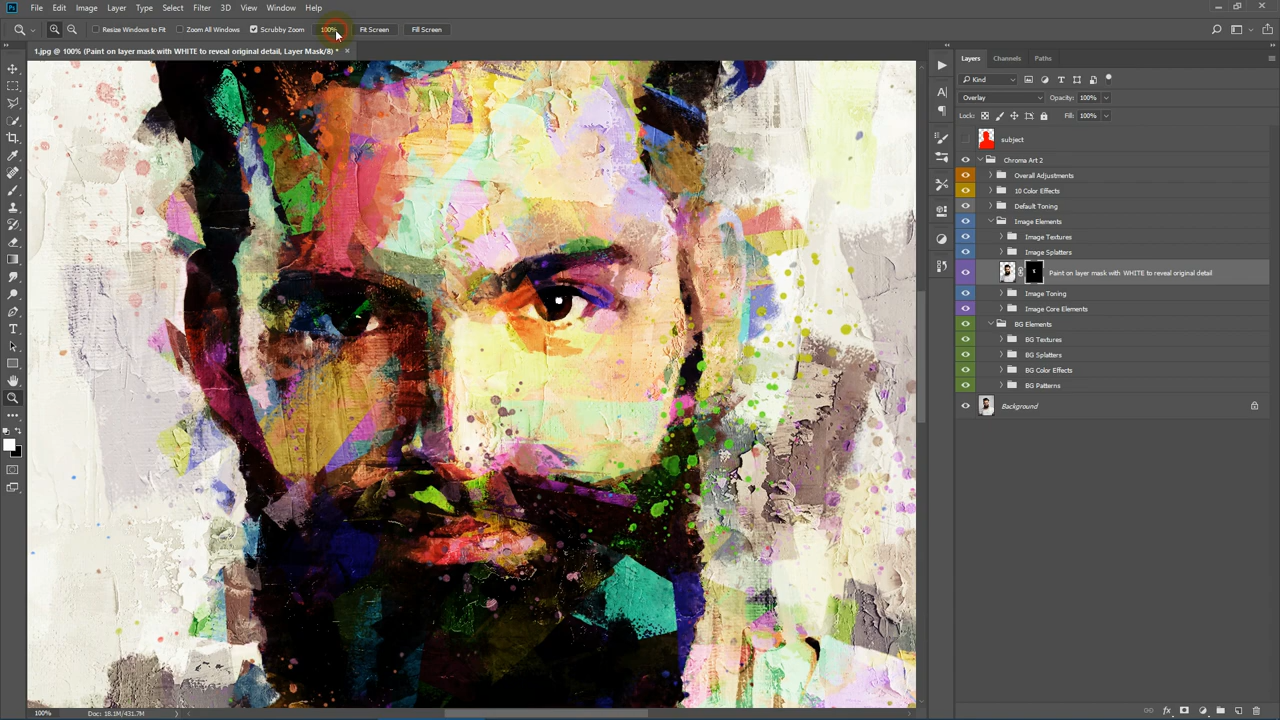 Ps File Edit Image Layer Type Select Filter 3D View Window Help
Resize Windows to Fit Zoom All Windows Scrubby Zoom 100% Fit Screen Fill Screen
1.jpg @ 100% (Paint on layer mask with WHITE to reveal original detail, Layer Mask/8) * ×
Layers Channels Paths
Kind
Overlay Opacity: 100%
Lock: Fill: 100%
subject
Chroma Art 2
Overall Adjustments
10 Color Effects
Default Toning
Image Elements
Image Textures
Image Splatters
Paint on layer mask with WHITE to reveal original detail
Image Toning
Image Core Elements
BG Elements
BG Textures
BG Splatters
BG Color Effects
BG Patterns
Background
100% Doc: 18.1M/431.7M